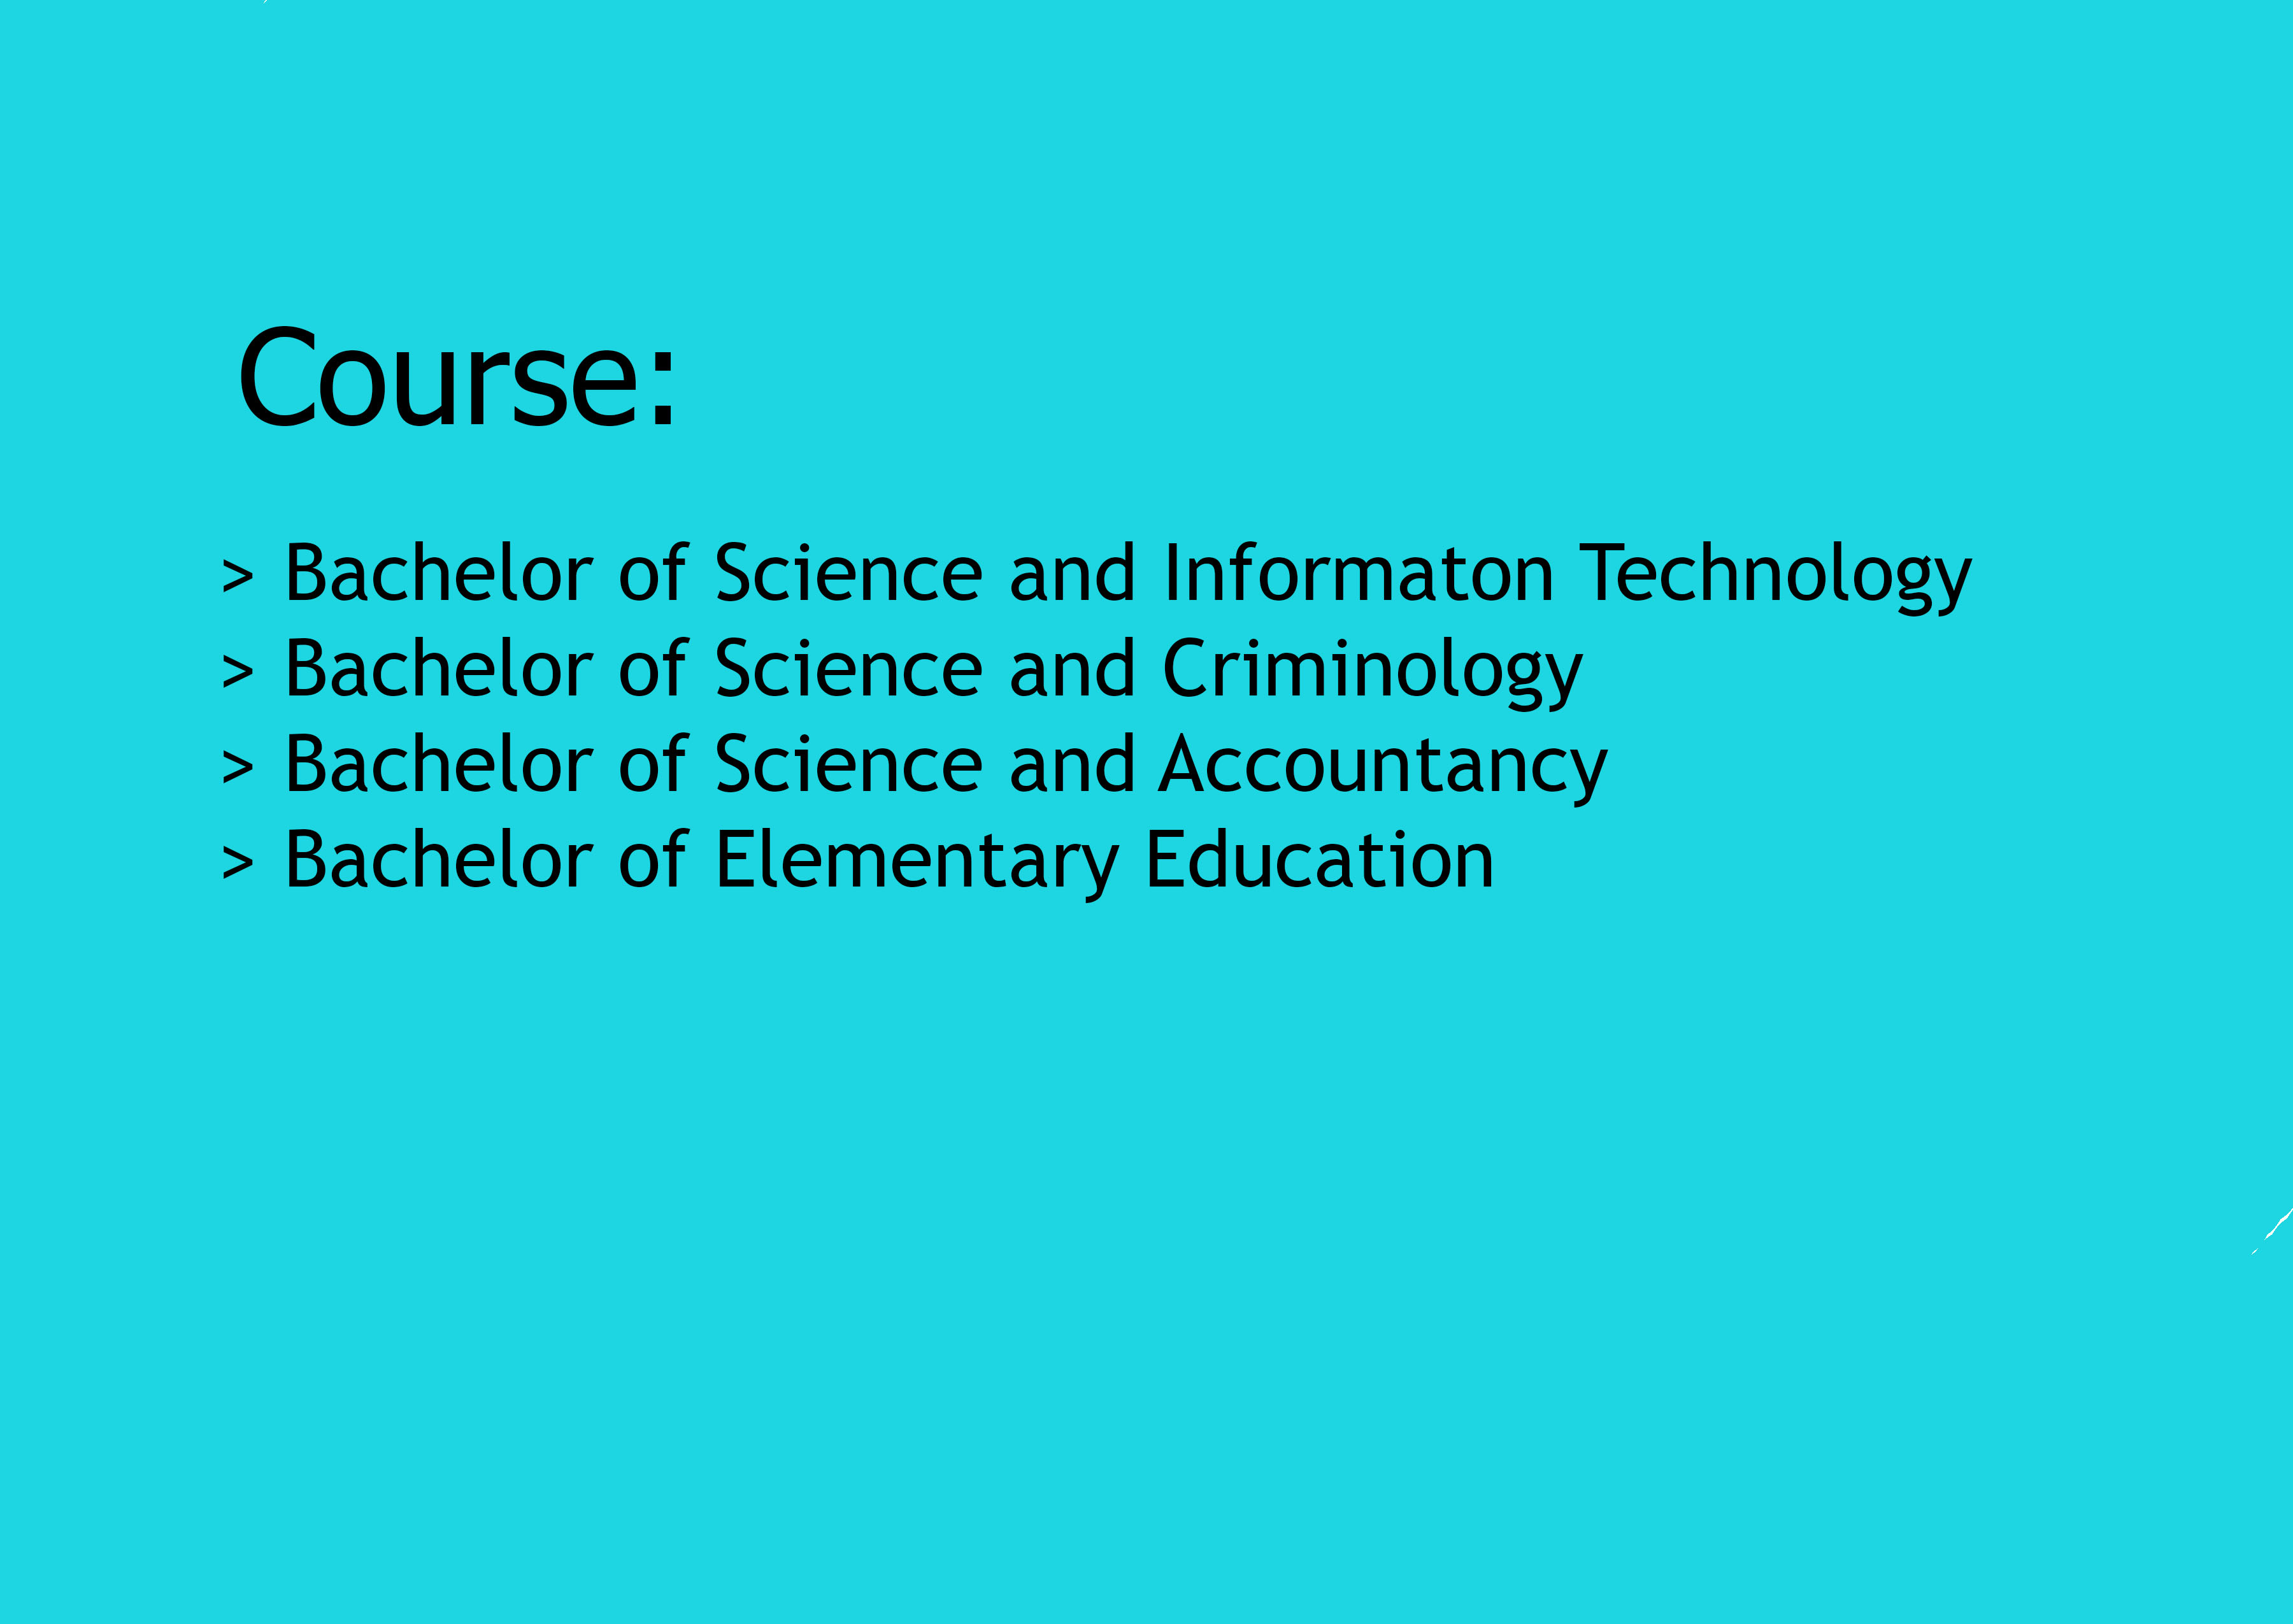 Course:
> Bachelor of Science and Informaton Technology
> Bachelor of Science and Criminology
> Bachelor of Science and Accountancy
> Bachelor of Elementary Education